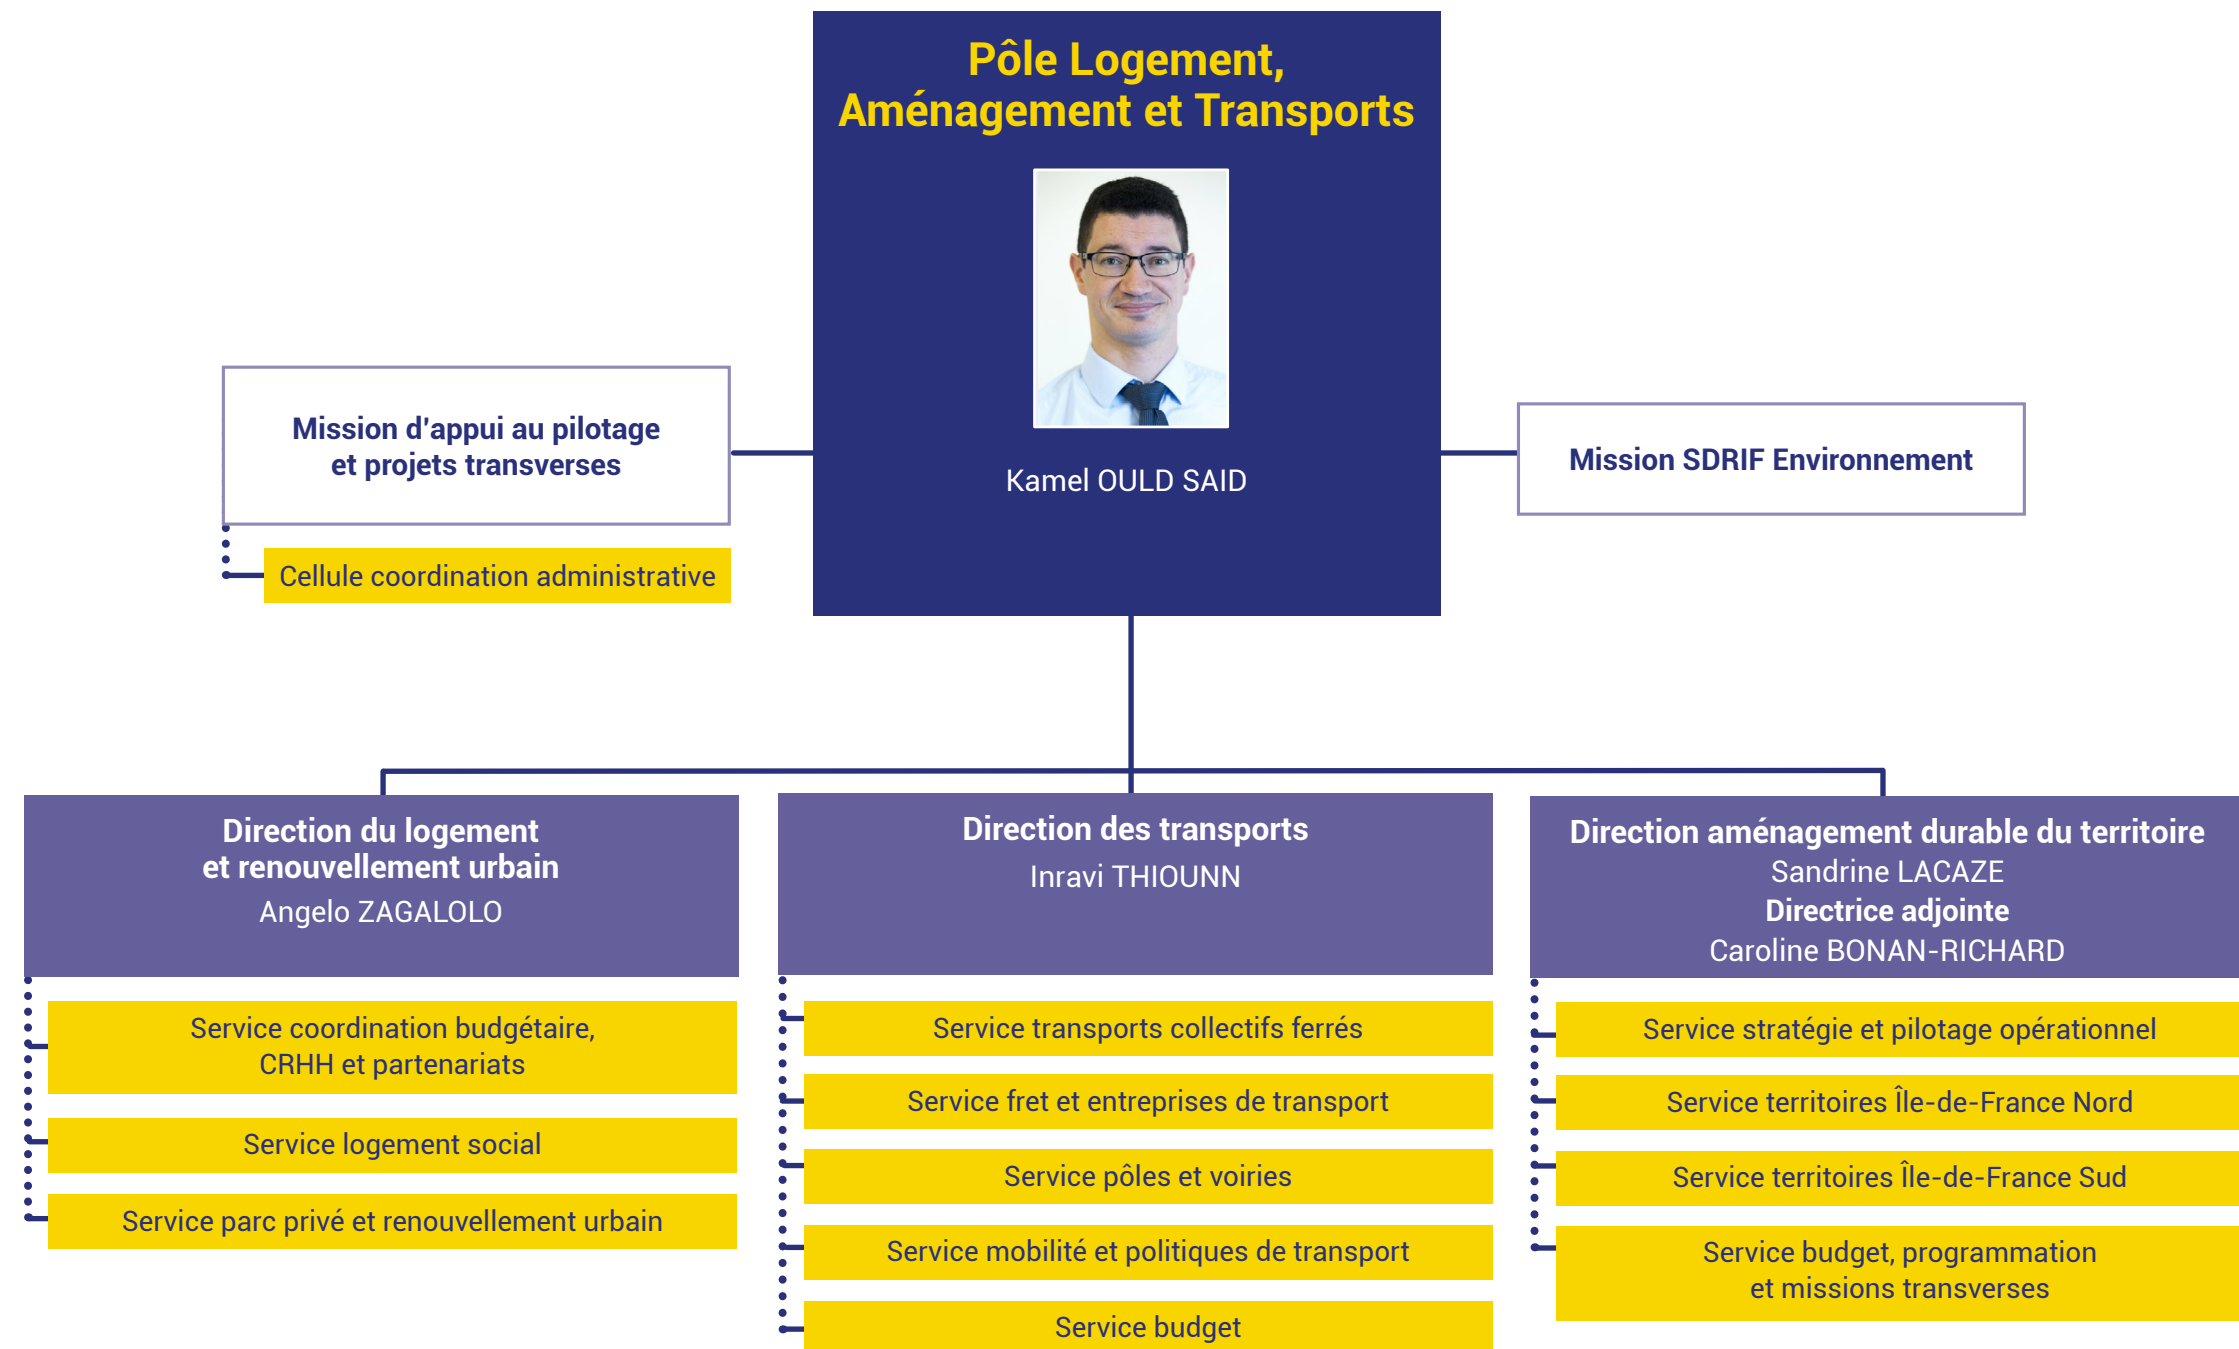 Pôle Logement,
Aménagement et Transports
Kamel OULD SAID
Mission d'appui au pilotage
et projets transverses
Cellule coordination administrative
Mission SDRIF Environnement
Direction du logement
et renouvellement urbain
Angelo ZAGALOLO
Service coordination budgétaire,
CRHH et partenariats
Service logement social
Service parc privé et renouvellement urbain
Direction des transports
Inravi THIOUNN
Service transports collectifs ferrés
Service fret et entreprises de transport
Service pôles et voiries
Service mobilité et politiques de transport
Service budget
Direction aménagement durable du territoire
Sandrine LACAZE
Directrice adjointe
Caroline BONAN-RICHARD
Service stratégie et pilotage opérationnel
Service territoires Île-de-France Nord
Service territoires Île-de-France Sud
Service budget, programmation
et missions transverses